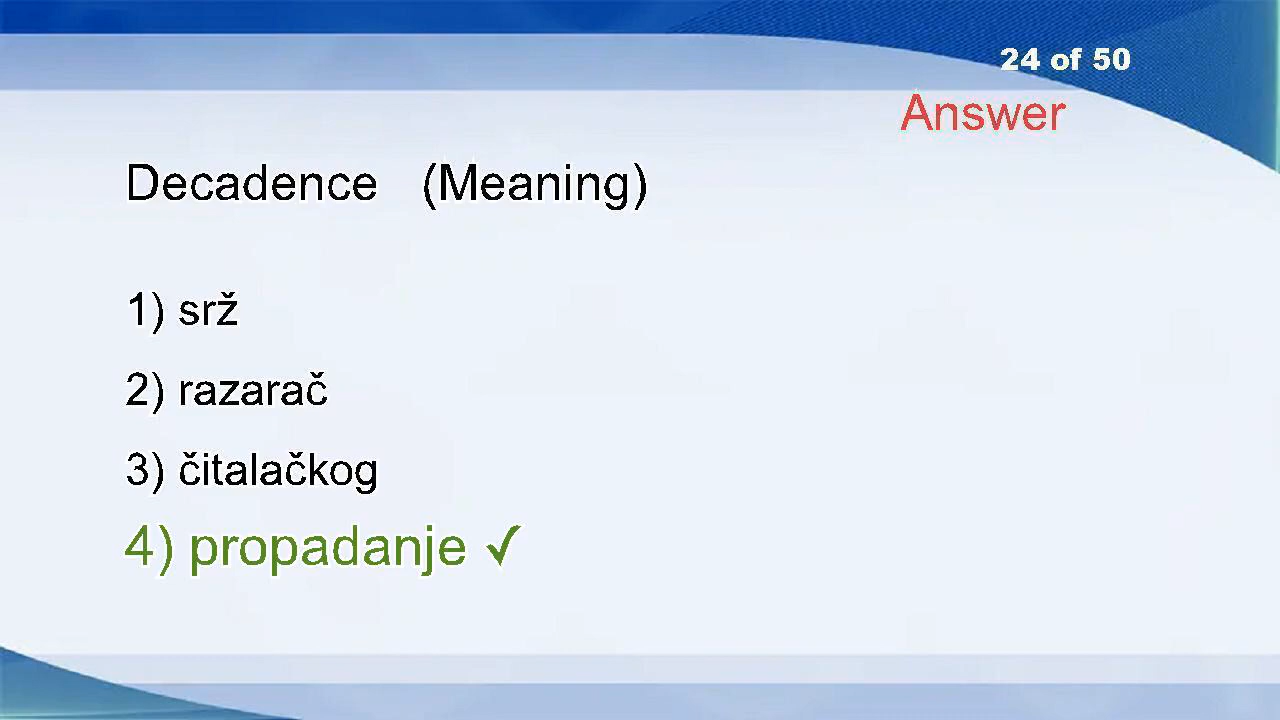 24 of 50
Answer
Decadence (Meaning)
1) srž
2) razarač
3) čitalačkog
4) propadanje ✓